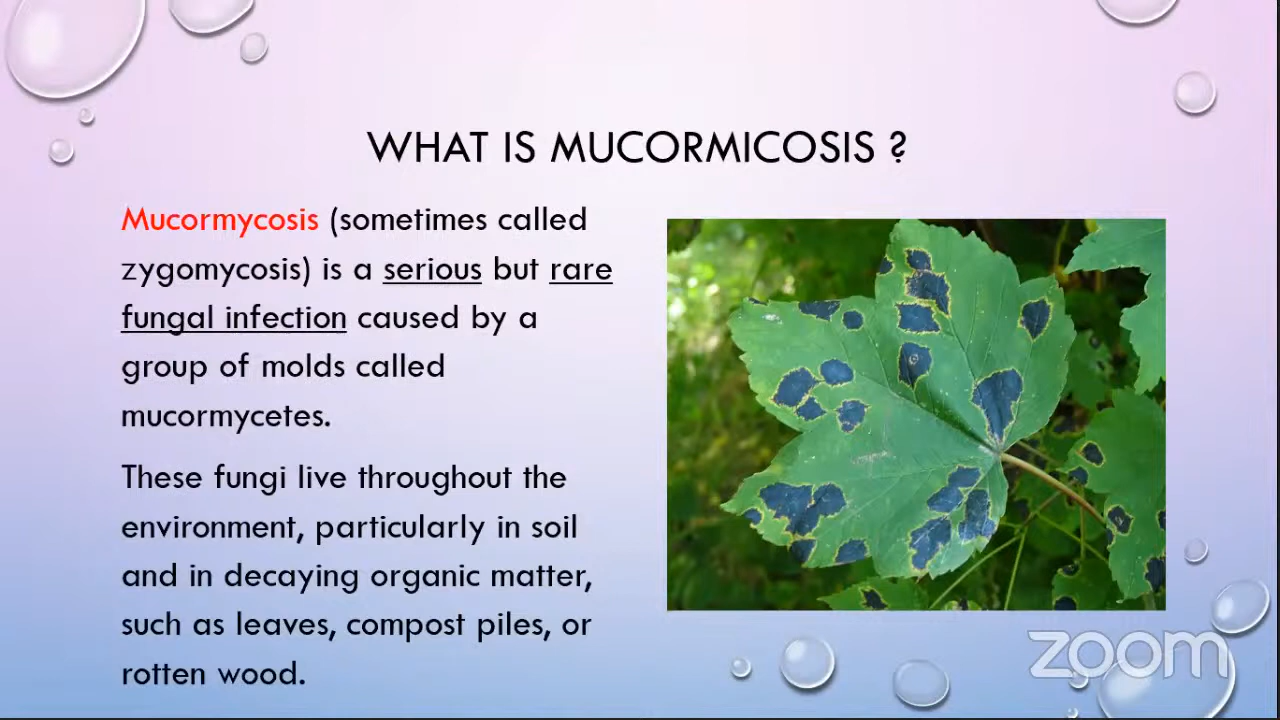 WHAT IS MUCORMICOSIS ?
Mucormycosis (sometimes called
zygomycosis) is a serious but rare
fungal infection caused by a
group of molds called
mucormycetes.
These fungi live throughout the
environment, particularly in soil
and in decaying organic matter,
such as leaves, compost piles, or
rotten wood.
zoom